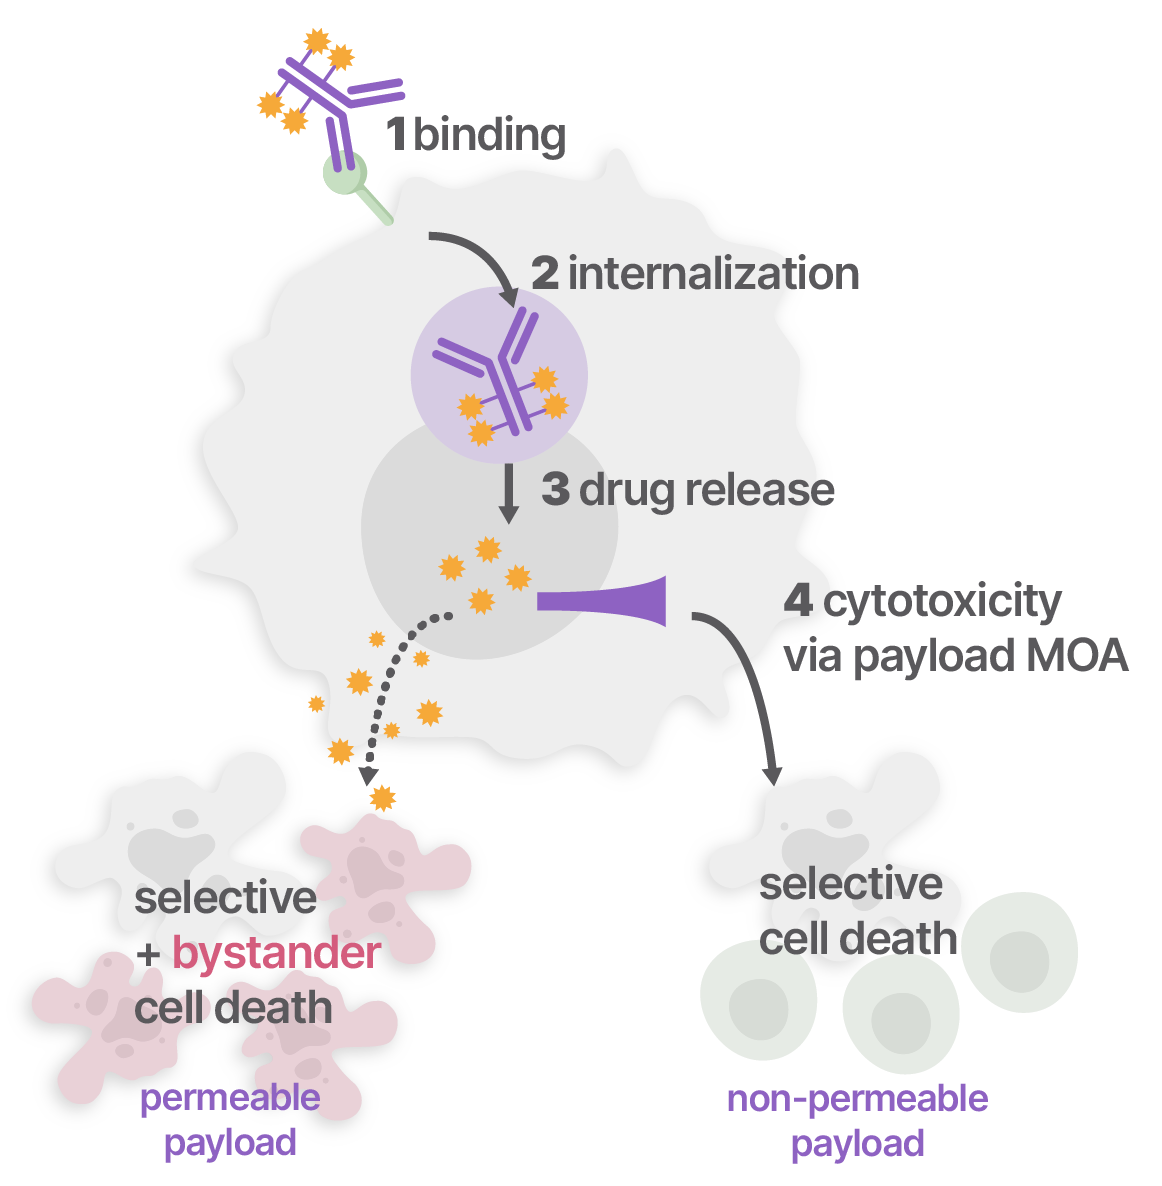 1 binding
2 internalization
3 drug release
4 cytotoxicity
via payload MOA
selective
+ bystander
cell death
permeable
payload
selective
cell death
non-permeable
payload